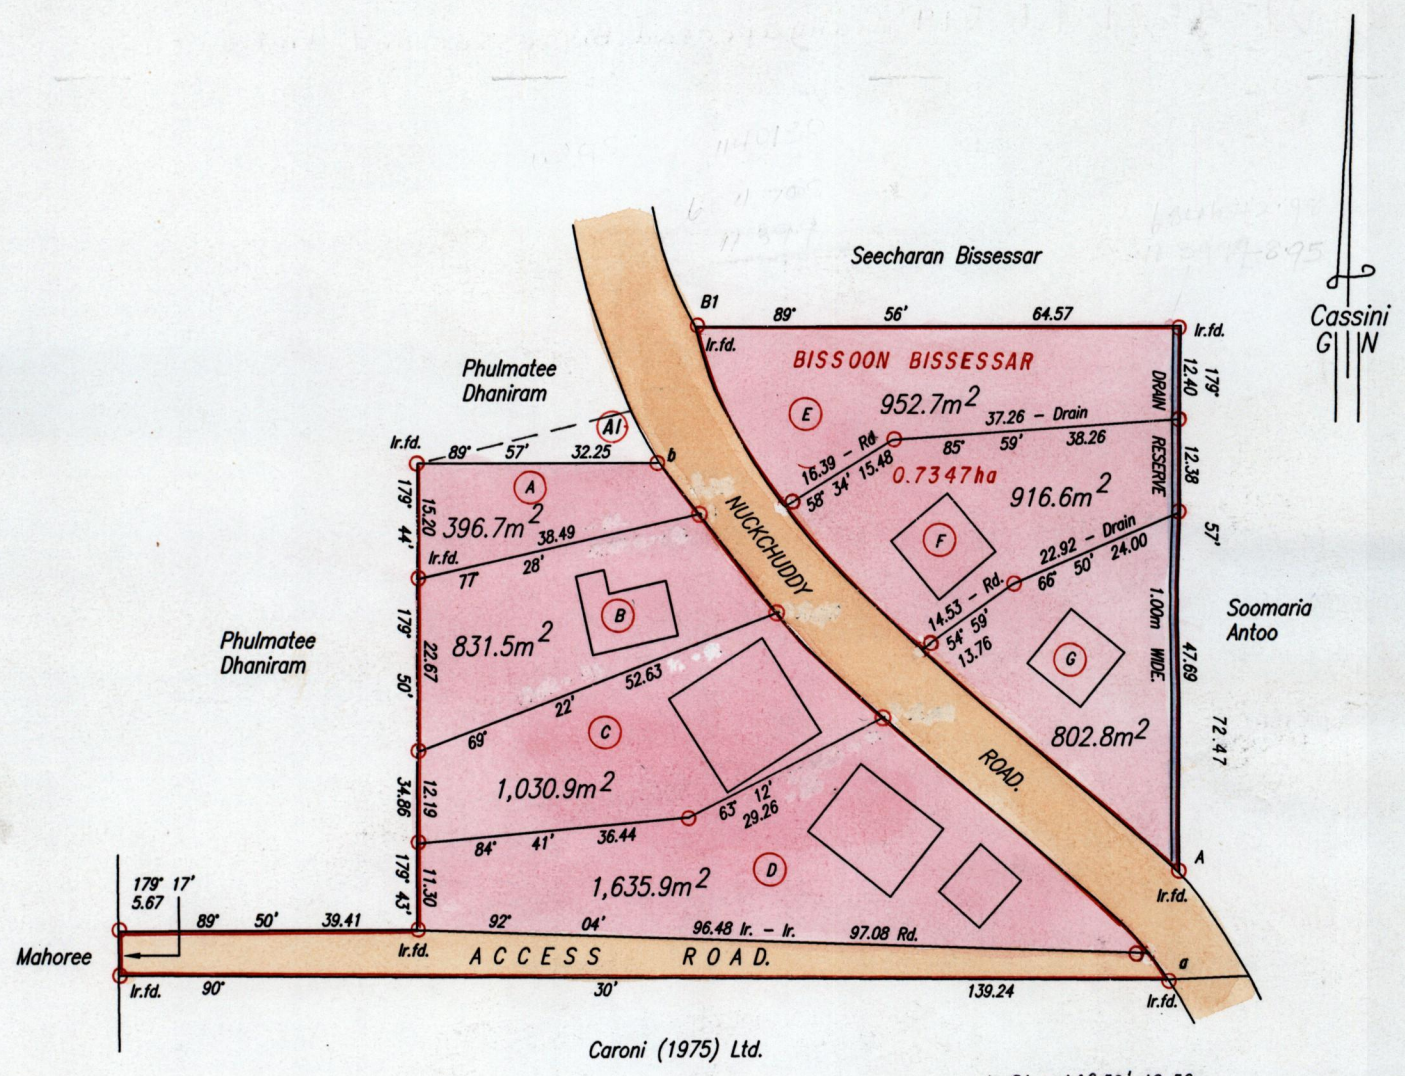 Seecharan Bissessar
Cassini
G N
B1
89° 56' 64.57
Ir.fd.
Ir.fd.
BISSOON BISSESSAR
952.7m²
E
37.26 - Drain
85° 59' 38.26
16.39 - Rd
58° 34' 15.48
0.7347ha
DRAIN RESERVE 1.00m WIDE.
179° 57'
12.40
12.38
47.69
72.47
Phulmatee
Dhaniram
A1
Ir.fd.
89° 57' 32.25
b
A
179° 44'
15.20
396.7m²
38.49
77° 28'
Ir.fd.
NUCKCHUDDY ROAD.
916.6m²
F
22.92 - Drain
66° 50' 24.00
14.53 - Rd.
54° 59'
13.76
Soomaria
Antoo
Phulmatee
Dhaniram
179° 50'
22.67
831.5m²
B
52.63
69° 22'
G
802.8m²
C
1,030.9m²
34.86
12.19
63° 12'
29.26
84° 41' 36.44
D
1,635.9m²
179° 43'
11.30
A
Ir.fd.
179° 17'
5.67
89° 50' 39.41
92° 04' 96.48 Ir. - Ir. 97.08 Rd.
Ir.fd.
Mahoree
ACCESS ROAD.
a
Ir.fd.
90° 30' 139.24
Ir.fd.
Caroni (1975) Ltd.